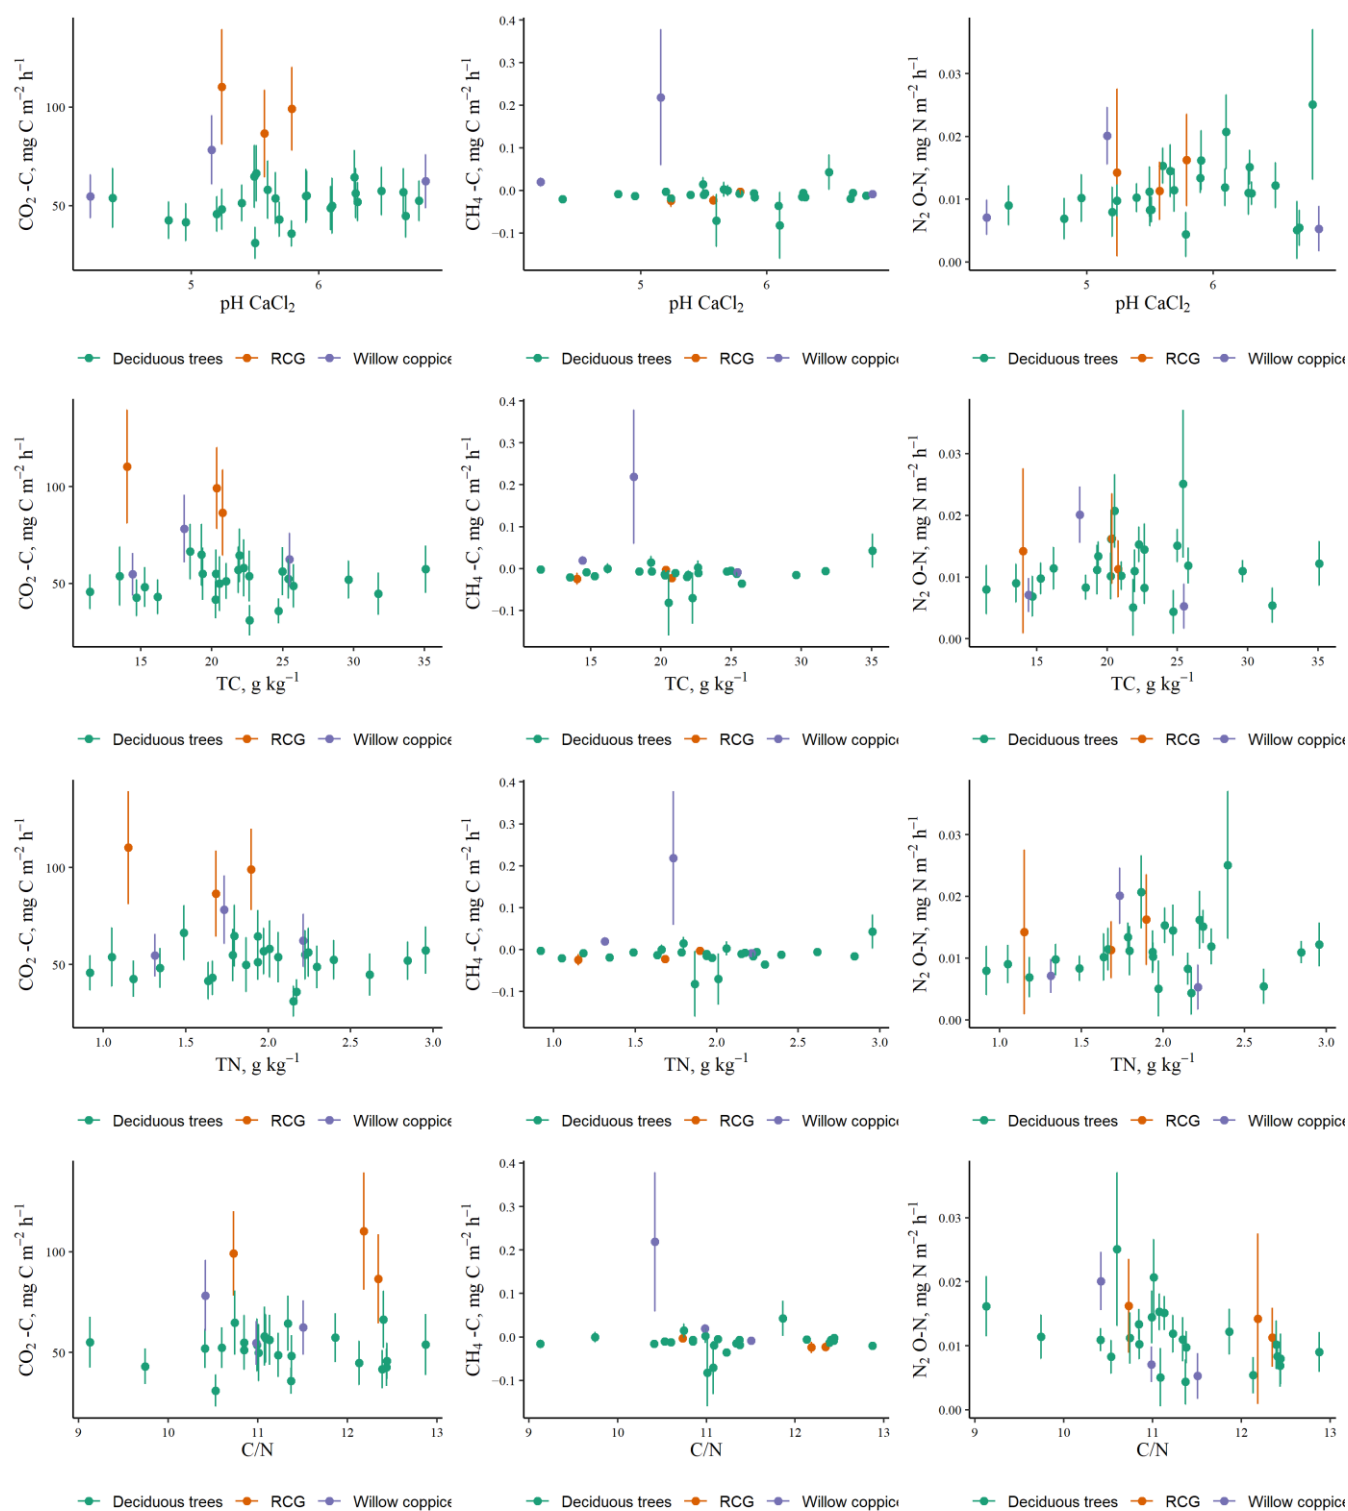 CO₂ -C, mg C m⁻² h⁻¹
100
50
5
6
pH CaCl₂
CH₄ -C, mg C m⁻² h⁻¹
0.4
0.3
0.2
0.1
0.0
−0.1
5
6
pH CaCl₂
N₂ O-N, mg N m⁻² h⁻¹
0.03
0.02
0.01
0.00
5
6
pH CaCl₂
Deciduous trees RCG Willow coppice
Deciduous trees RCG Willow coppice
Deciduous trees RCG Willow coppice
CO₂ -C, mg C m⁻² h⁻¹
100
50
15 20 25 30 35
TC, g kg⁻¹
CH₄ -C, mg C m⁻² h⁻¹
0.4
0.3
0.2
0.1
0.0
−0.1
15 20 25 30 35
TC, g kg⁻¹
N₂ O-N, mg N m⁻² h⁻¹
0.03
0.02
0.01
0.00
15 20 25 30 35
TC, g kg⁻¹
Deciduous trees RCG Willow coppice
Deciduous trees RCG Willow coppice
Deciduous trees RCG Willow coppice
CO₂ -C, mg C m⁻² h⁻¹
100
50
1.0 1.5 2.0 2.5 3.0
TN, g kg⁻¹
CH₄ -C, mg C m⁻² h⁻¹
0.4
0.3
0.2
0.1
0.0
−0.1
1.0 1.5 2.0 2.5 3.0
TN, g kg⁻¹
N₂ O-N, mg N m⁻² h⁻¹
0.03
0.02
0.01
0.00
1.0 1.5 2.0 2.5 3.0
TN, g kg⁻¹
Deciduous trees RCG Willow coppice
Deciduous trees RCG Willow coppice
Deciduous trees RCG Willow coppice
CO₂ -C, mg C m⁻² h⁻¹
100
50
9 10 11 12 13
C/N
CH₄ -C, mg C m⁻² h⁻¹
0.4
0.3
0.2
0.1
0.0
−0.1
9 10 11 12 13
C/N
N₂ O-N, mg N m⁻² h⁻¹
0.03
0.02
0.01
0.00
9 10 11 12 13
C/N
Deciduous trees RCG Willow coppice
Deciduous trees RCG Willow coppice
Deciduous trees RCG Willow coppice